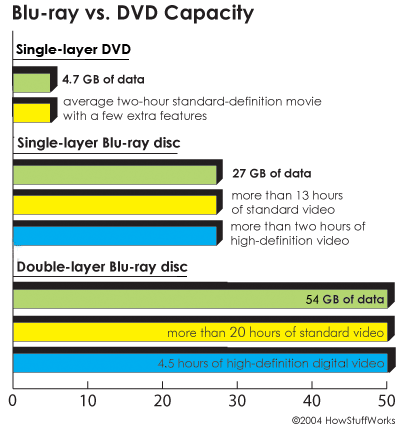 Blu-ray vs. DVD Capacity
Single-layer DVD
4.7 GB of data
average two-hour standard-definition movie
with a few extra features
Single-layer Blu-ray disc
27 GB of data
more than 13 hours
of standard video
more than two hours of
high-definition video
Double-layer Blu-ray disc
54 GB of data
more than 20 hours of standard video
4.5 hours of high-definition digital video
0 10 20 30 30 50
©2004 HowStuffWorks